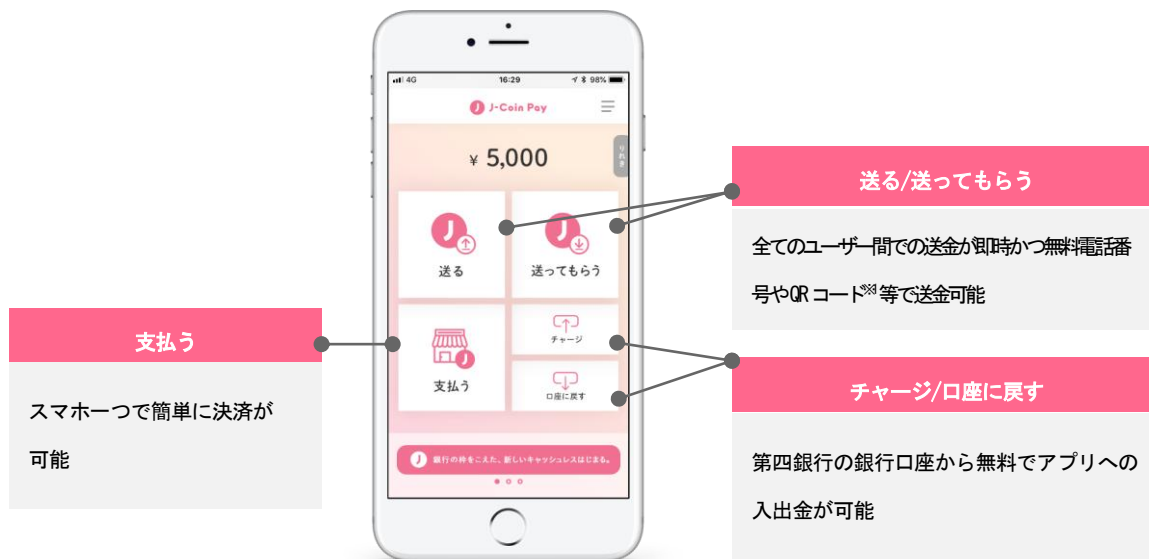 4G 16:29 98%
J-Coin Pay
¥ 5,000
りれき
送る
送ってもらう
支払う
チャージ
口座に戻す
銀行の枠をこえた、新しいキャッシュレスはじまる。
支払う
スマホ一つで簡単に決済が
可能
送る/送ってもらう
全てのユーザー間での送金が即時かつ無料電話番
号やQRコード※3等で送金可能
チャージ/口座に戻す
第四銀行の銀行口座から無料でアプリへの
入出金が可能